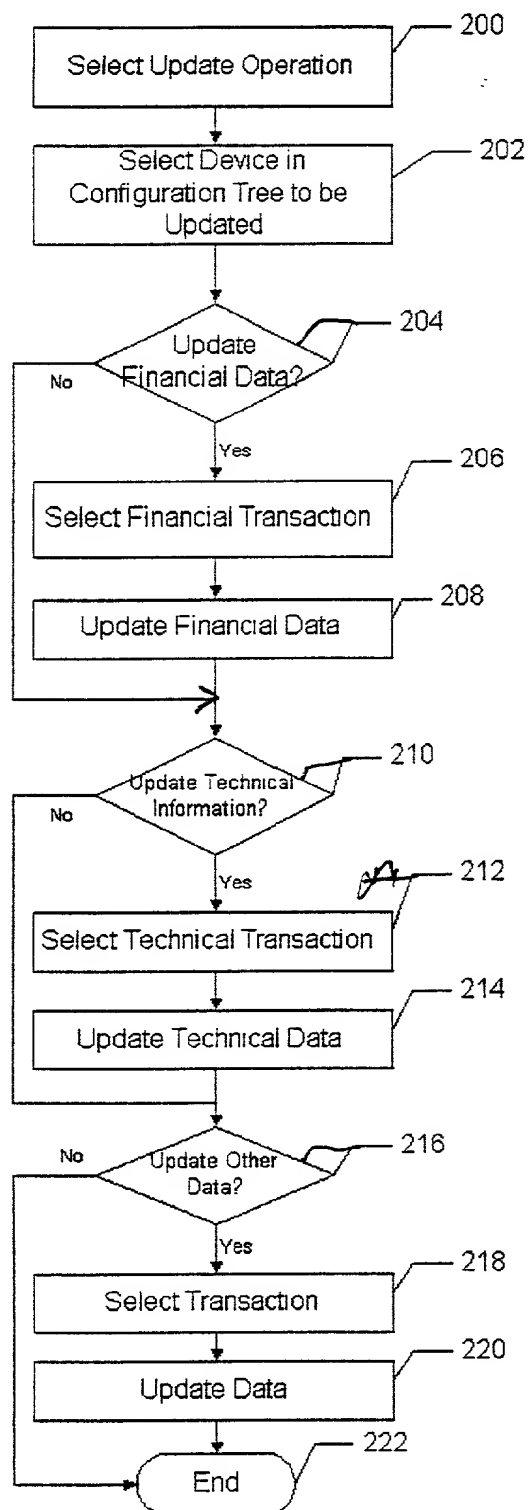 200
Select Update Operation
202
Select Device in
Configuration Tree to be
Updated
204
Update
Financial Data?
No
Yes
206
Select Financial Transaction
208
Update Financial Data
210
Update Technical
Information?
No
Yes
212
Select Technical Transaction
214
Update Technical Data
216
No
Update Other
Data?
Yes
218
Select Transaction
220
Update Data
222
End